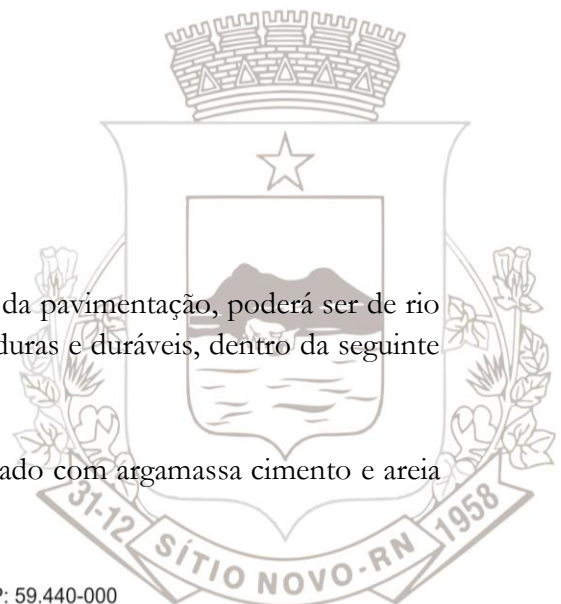 da pavimentação, poderá ser de rio
duras e duráveis, dentro da seguinte
ado com argamassa cimento e areia
31-12 SÍTIO NOVO-RN 1958
P: 59.440-000